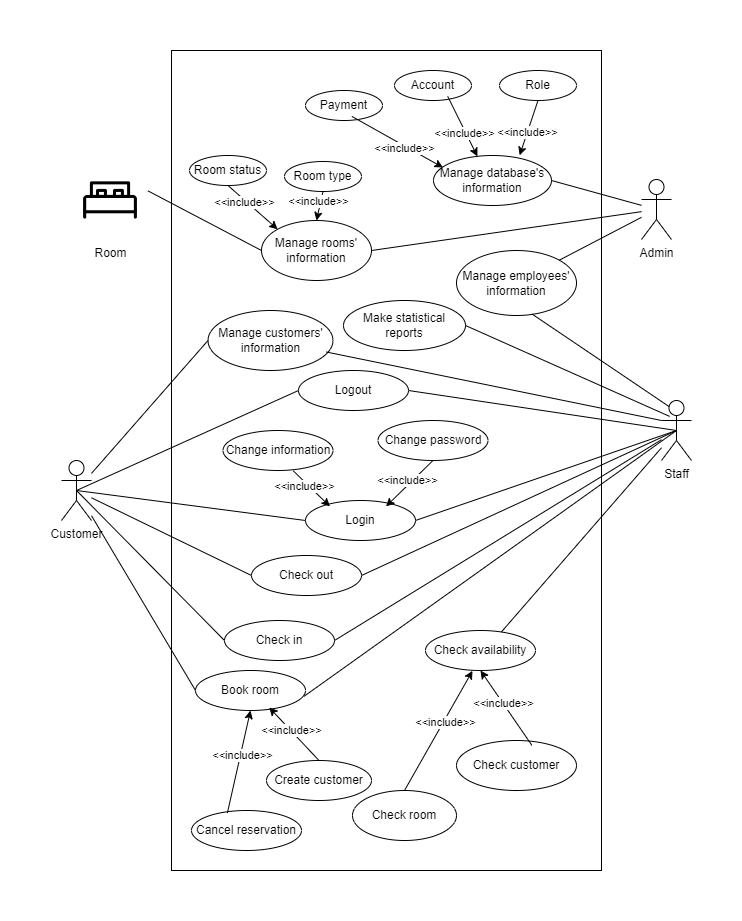 Account
Role
Payment
<<include>>
<<include>>
<<include>>
Room status
Room type
Manage database's
information
<<include>>
<<include>>
Room
Manage rooms'
information
Admin
Manage employees'
information
Make statistical
reports
Manage customers'
information
Logout
Change information
Change password
Staff
<<include>>
<<include>>
Login
Customer
Check out
Check in
Check availability
Book room
<<include>>
<<include>>
<<include>>
<<include>>
Check customer
Create customer
Check room
Cancel reservation